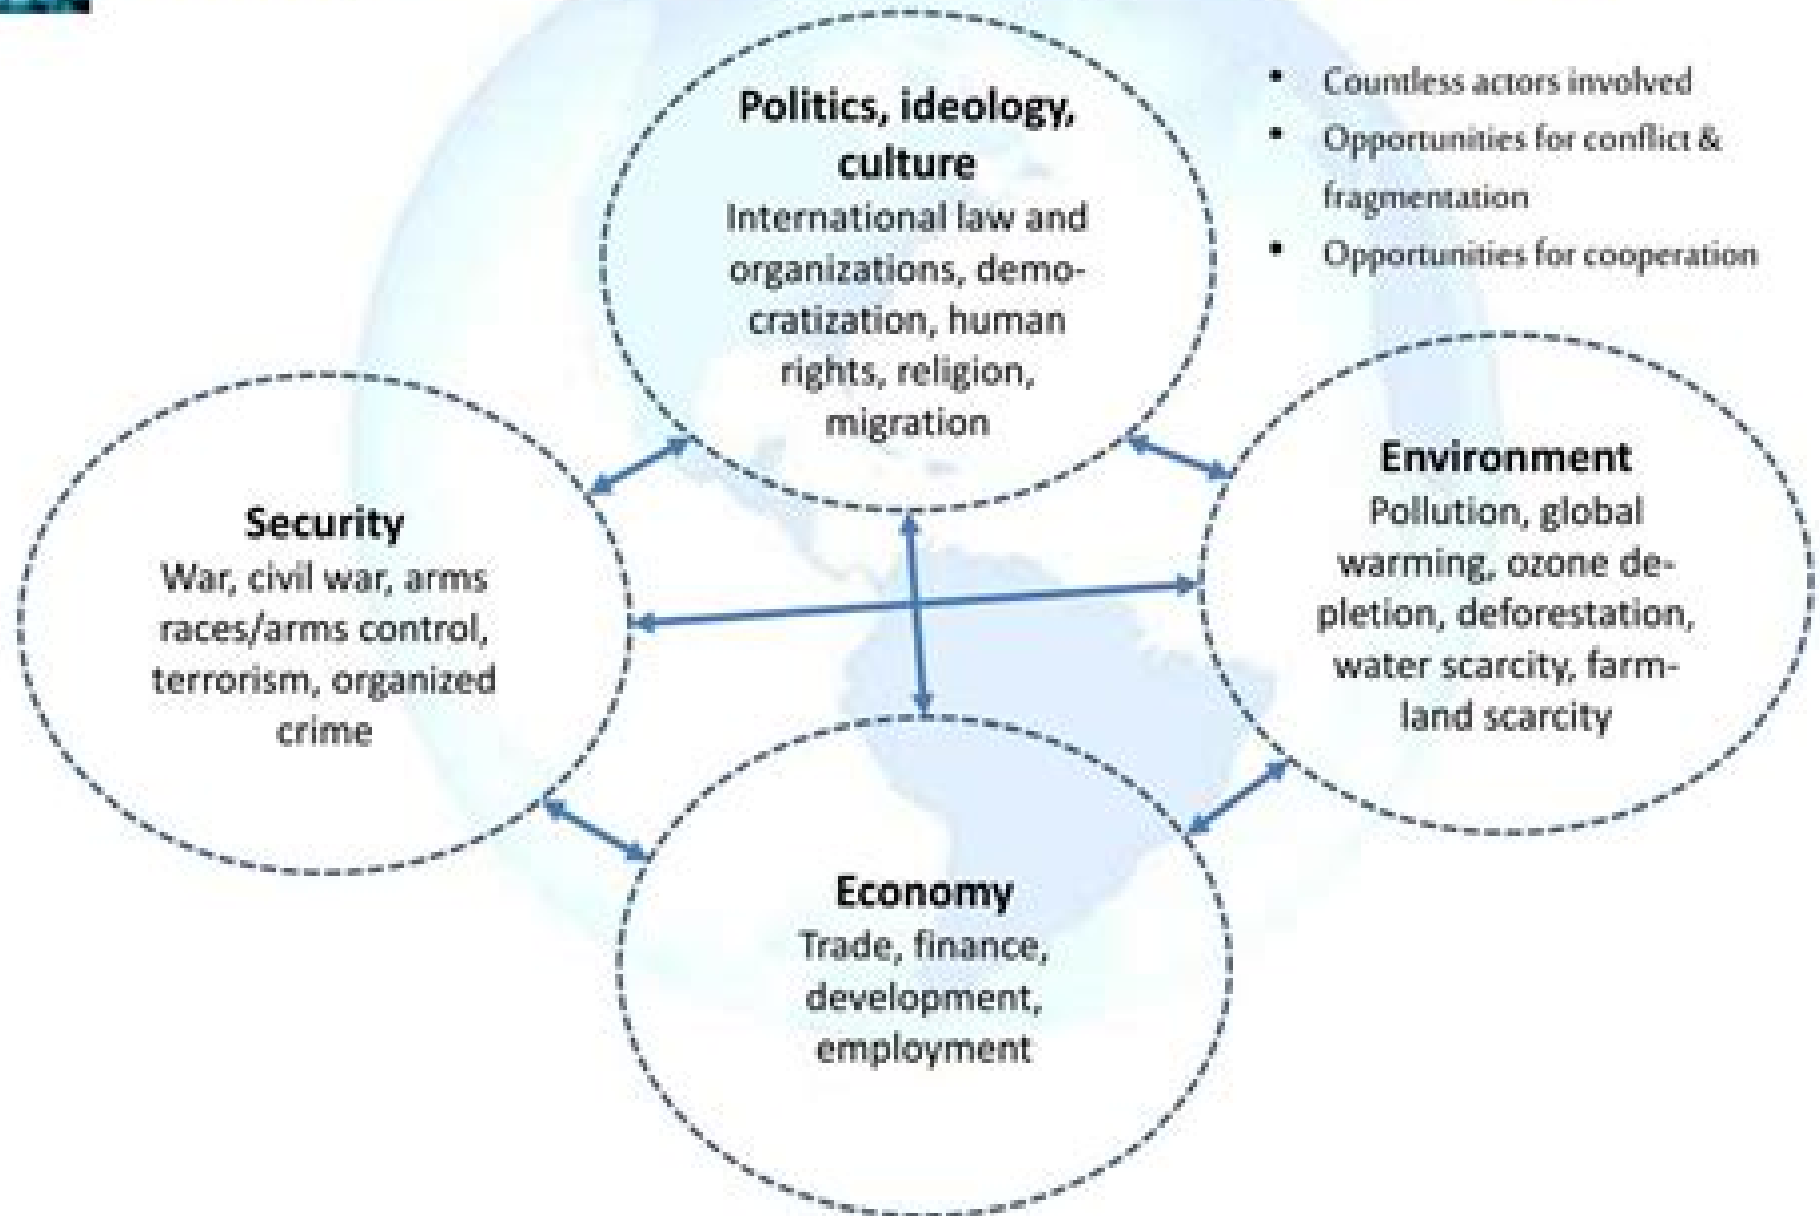 Politics, ideology,
culture
International law and
organizations, demo-
cratization, human
rights, religion,
migration
• Countless actors involved
• Opportunities for conflict &
fragmentation
• Opportunities for cooperation
Security
War, civil war, arms
races/arms control,
terrorism, organized
crime
Environment
Pollution, global
warming, ozone de-
pletion, deforestation,
water scarcity, farm-
land scarcity
Economy
Trade, finance,
development,
employment